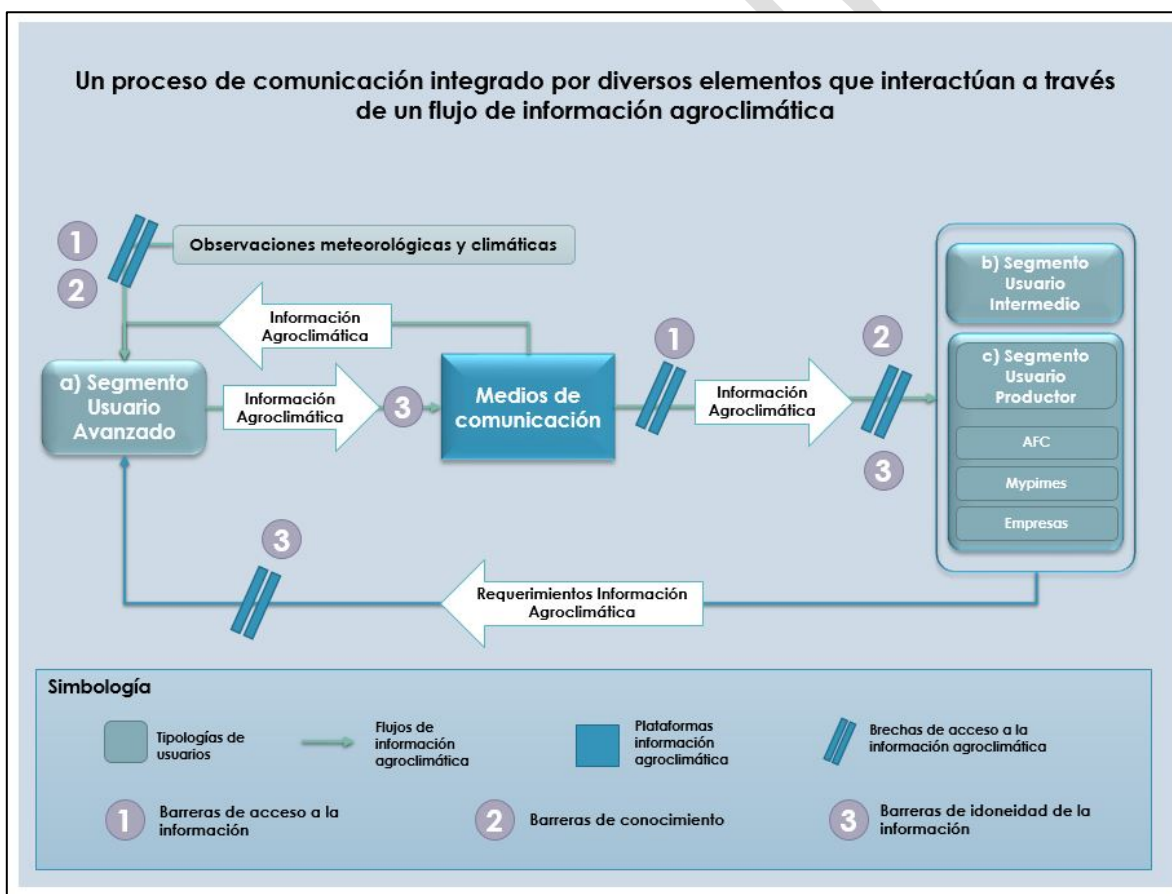 Un proceso de comunicación integrado por diversos elementos que interactúan a través
de un flujo de información agroclimática
1
2
Observaciones meteorológicas y climáticas
Información
Agroclimática
a) Segmento
Usuario
Avanzado
Información
Agroclimática
3
Medios de
comunicación
1
Información
Agroclimática
2
3
b) Segmento
Usuario
Intermedio
c) Segmento
Usuario
Productor
AFC
Mypimes
Empresas
3
Requerimientos Información
Agroclimática
Simbología
Tipologías de
usuarios
Flujos de
información
agroclimática
Plataformas
información
agroclimática
Brechas de acceso a la
información agroclimática
1
Barreras de acceso a la
información
2
Barreras de conocimiento
3
Barreras de idoneidad de la
información